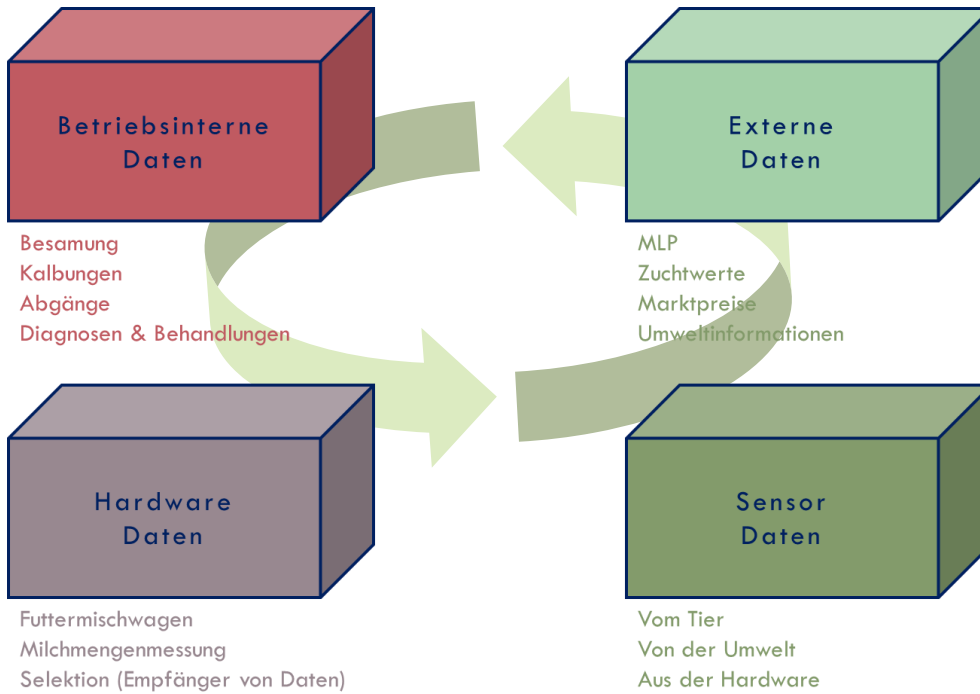 Betriebsinterne
Daten
Besamung
Kalbungen
Abgänge
Diagnosen & Behandlungen
Externe
Daten
MLP
Zuchtwerte
Marktpreise
Umweltinformationen
Hardware
Daten
Futtermischwagen
Milchmengenmessung
Selektion (Empfänger von Daten)
Sensor
Daten
Vom Tier
Von der Umwelt
Aus der Hardware